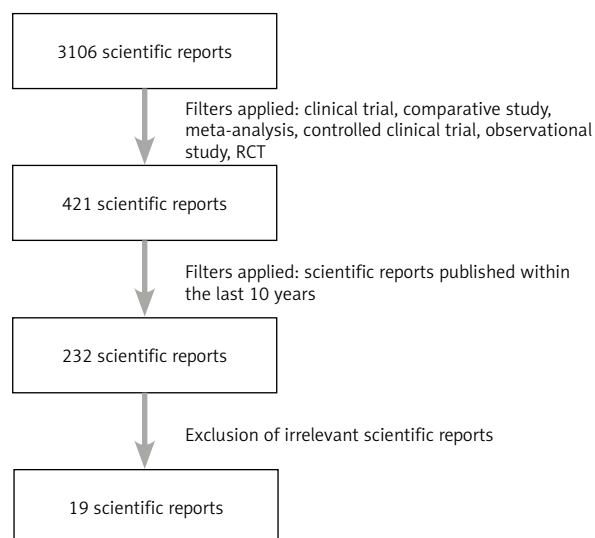 3106 scientific reports
Filters applied: clinical trial, comparative study,
meta-analysis, controlled clinical trial, observational
study, RCT
421 scientific reports
Filters applied: scientific reports published within
the last 10 years
232 scientific reports
Exclusion of irrelevant scientific reports
19 scientific reports